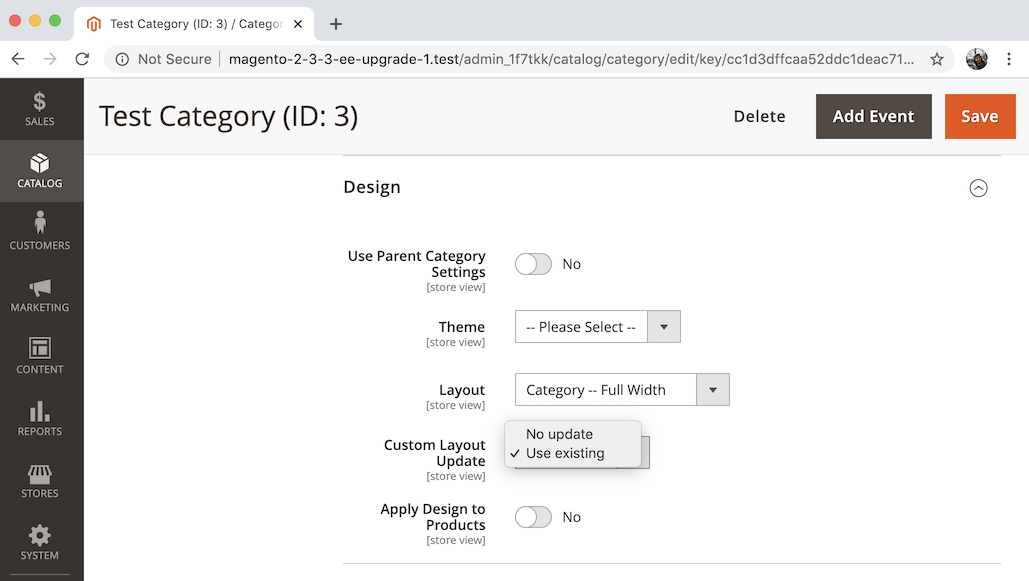 Test Category (ID: 3) / Categor
Not Secure
magento-2-3-3-ee-upgrade-1.test/admin_1f7tkk/catalog/category/edit/key/cc1d3dffcaa52ddc1deac71...
SALES
CATALOG
CUSTOMERS
MARKETING
CONTENT
REPORTS
STORES
SYSTEM
Test Category (ID: 3)
Delete
Add Event
Save
Design
Use Parent Category
Settings
[store view]
No
Theme
[store view]
-- Please Select --
Layout
[store view]
Category -- Full Width
Custom Layout
Update
[store view]
No update
Use existing
Apply Design to
Products
[store view]
No